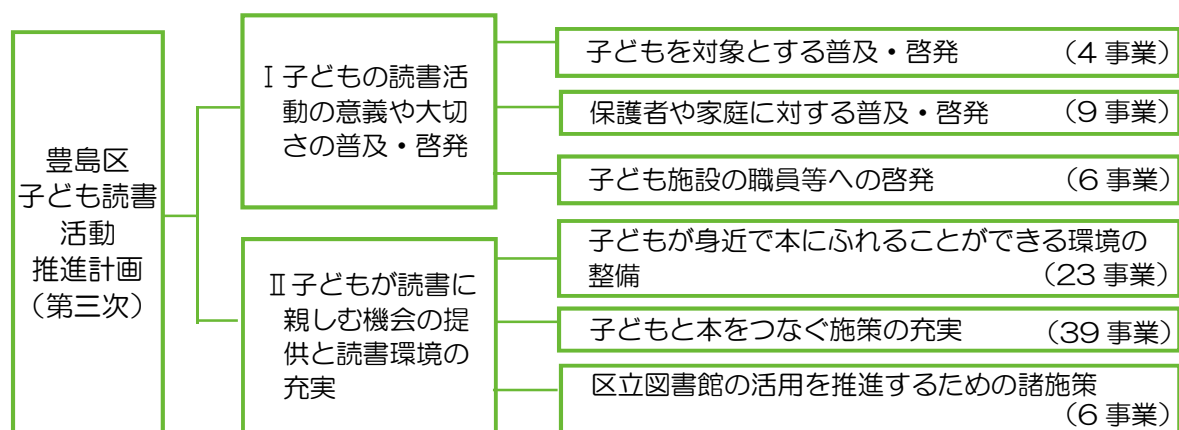 豊島区
子ども読書
活動
推進計画
（第三次）
Ⅰ子どもの読書活
動の意義や大切
さの普及・啓発
子どもを対象とする普及・啓発 （4 事業）
保護者や家庭に対する普及・啓発 （9 事業）
子ども施設の職員等への啓発 （6 事業）
Ⅱ子どもが読書に
親しむ機会の提
供と読書環境の
充実
子どもが身近で本にふれることができる環境の
整備 （23 事業）
子どもと本をつなぐ施策の充実 （39 事業）
区立図書館の活用を推進するための諸施策
（6 事業）